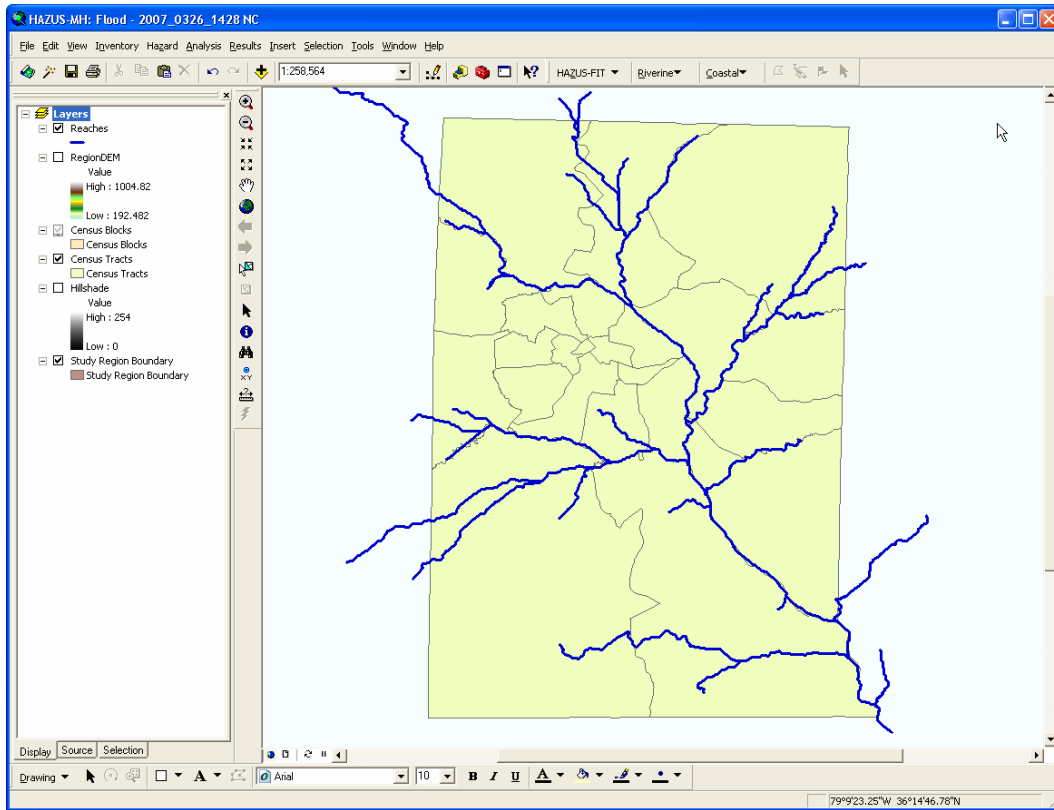 HAZUS-MH: Flood - 2007_0326_1428 NC
File Edit View Inventory Hazard Analysis Results Insert Selection Tools Window Help
1:258,564 HAZUS-FIT Riverine Coastal
Layers
Reaches
RegionDEM
Value
High : 1004.82
Low : 192.482
Census Blocks
Census Blocks
Census Tracts
Census Tracts
Hillshade
Value
High : 254
Low : 0
Study Region Boundary
Study Region Boundary
XY
Display Source Selection
Drawing A Arial 10 B I U A
79°9'23.25"W 36°14'46.78"N